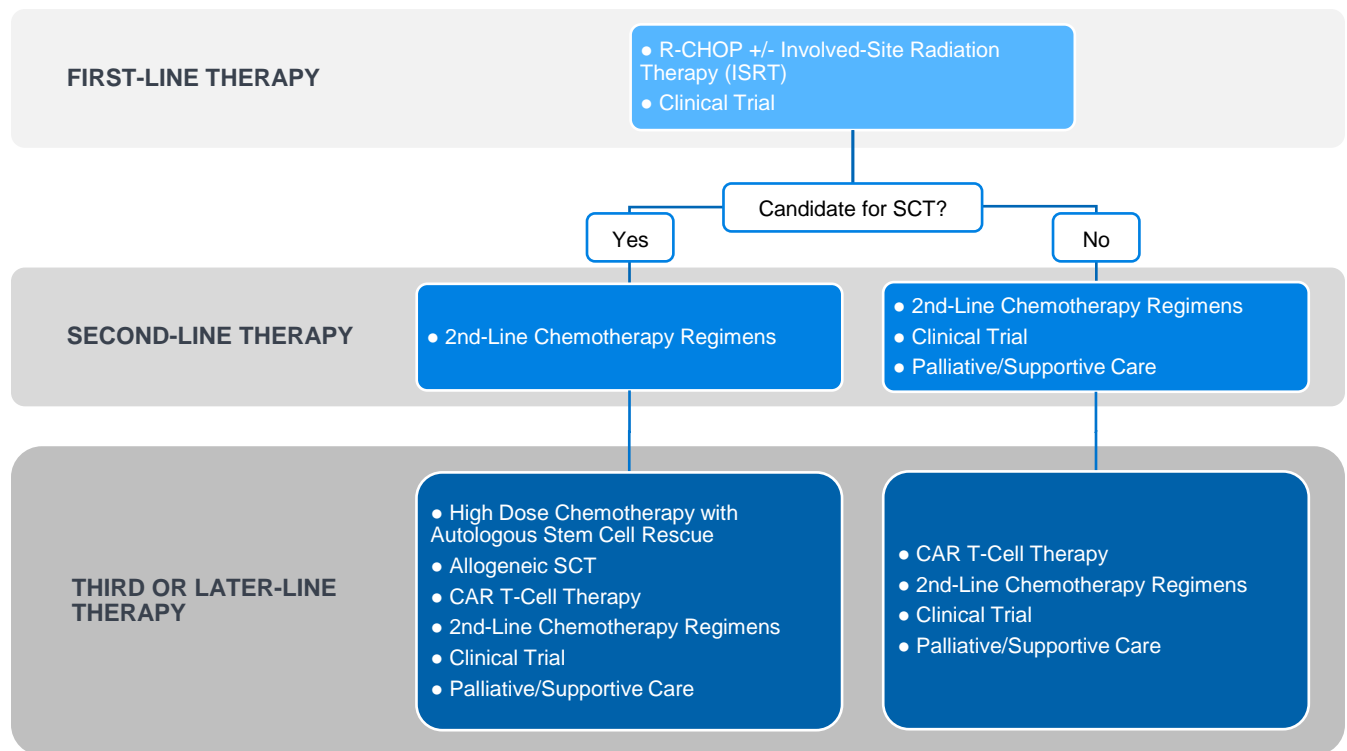 FIRST-LINE THERAPY
● R-CHOP +/- Involved-Site Radiation
Therapy (ISRT)
● Clinical Trial
Candidate for SCT?
Yes
No
SECOND-LINE THERAPY
● 2nd-Line Chemotherapy Regimens
● 2nd-Line Chemotherapy Regimens
● Clinical Trial
● Palliative/Supportive Care
THIRD OR LATER-LINE
THERAPY
● High Dose Chemotherapy with
Autologous Stem Cell Rescue
● Allogeneic SCT
● CAR T-Cell Therapy
● 2nd-Line Chemotherapy Regimens
● Clinical Trial
● Palliative/Supportive Care
● CAR T-Cell Therapy
● 2nd-Line Chemotherapy Regimens
● Clinical Trial
● Palliative/Supportive Care